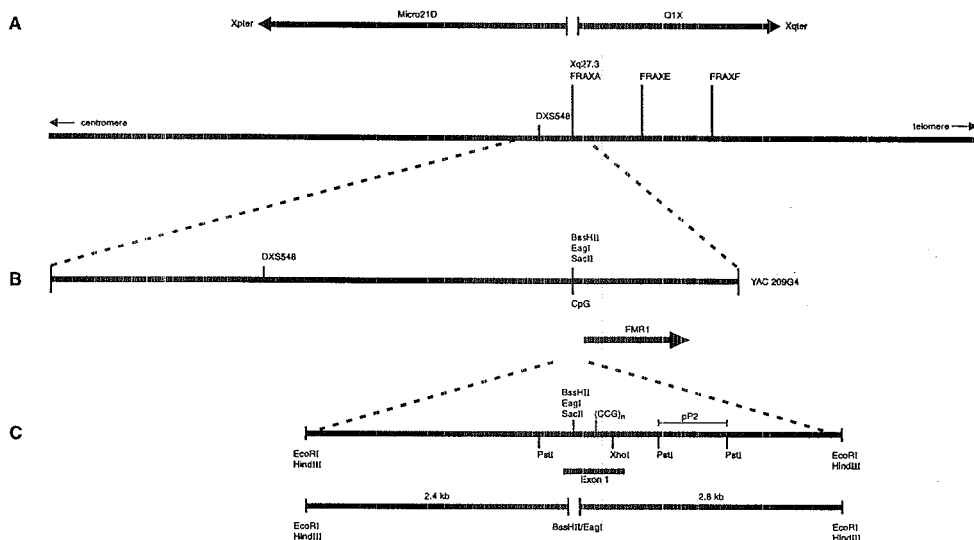 A
Xpter
Micro21D
Q1X
Xqter
Xq27.3
FRAXA
FRAXE
FRAXF
DXS548
centromere
telomere
B
DXS548
BssHII
EagI
SacII
CpG
YAC 209G4
FMR1
C
BssHII
EagI
SacII
(CCG)n
pP2
EcoRI
HindIII
PstI
XhoI
PstI
PstI
EcoRI
HindIII
Exon 1
2.4 kb
2.8 kb
EcoRI
HindIII
BssHII/EagI
EcoRI
HindIII